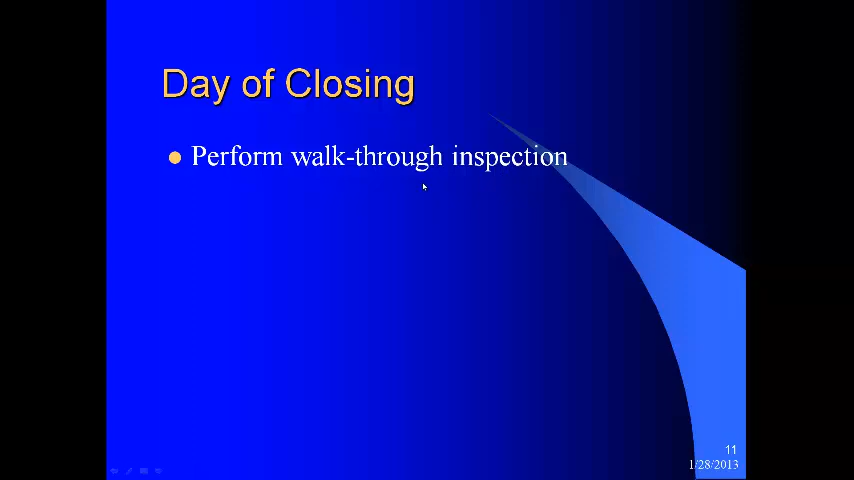 Day of Closing
Perform walk-through inspection
11
1/28/2013